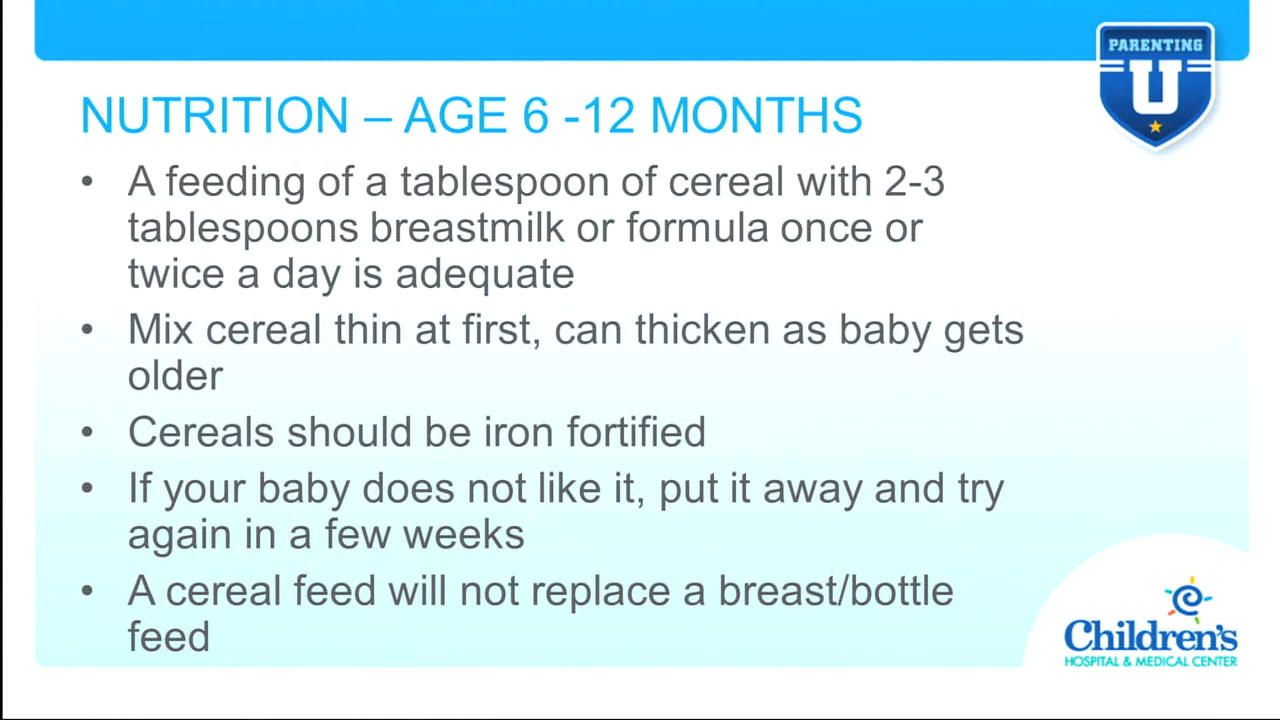 PARENTING
U
NUTRITION – AGE 6 -12 MONTHS
• A feeding of a tablespoon of cereal with 2-3
tablespoons breastmilk or formula once or
twice a day is adequate
• Mix cereal thin at first, can thicken as baby gets
older
• Cereals should be iron fortified
• If your baby does not like it, put it away and try
again in a few weeks
• A cereal feed will not replace a breast/bottle
feed
Children's
HOSPITAL & MEDICAL CENTER